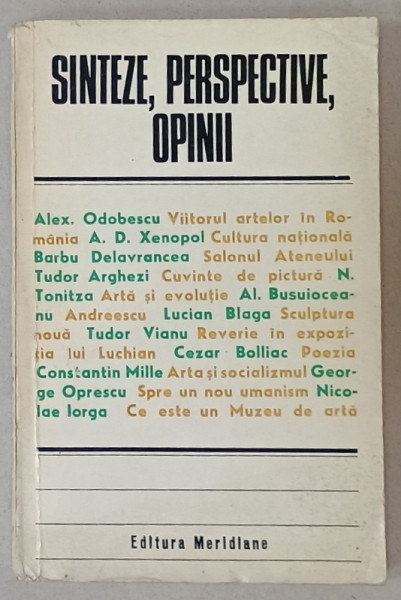 SINTEZE, PERSPECTIVE,
OPINII
Alex. Odobescu Viitorul artelor în Ro-
mânia A. D. Xenopol Cultura națională
Barbu Delavrancea Salonul Ateneului
Tudor Arghezi Cuvinte de pictură N.
Tonitza Artă și evoluție Al. Busuiocea-
nu Andreescu Lucian Blaga Sculptura
nouă Tudor Vianu Reverie în expozi-
ția lui Luchian Cezar Bolliac Poezia
Constantin Mille Arta și socialismul Geor-
ge Oprescu Spre un nou umanism Nico-
lae Iorga Ce este un Muzeu de artă
Editura Meridiane